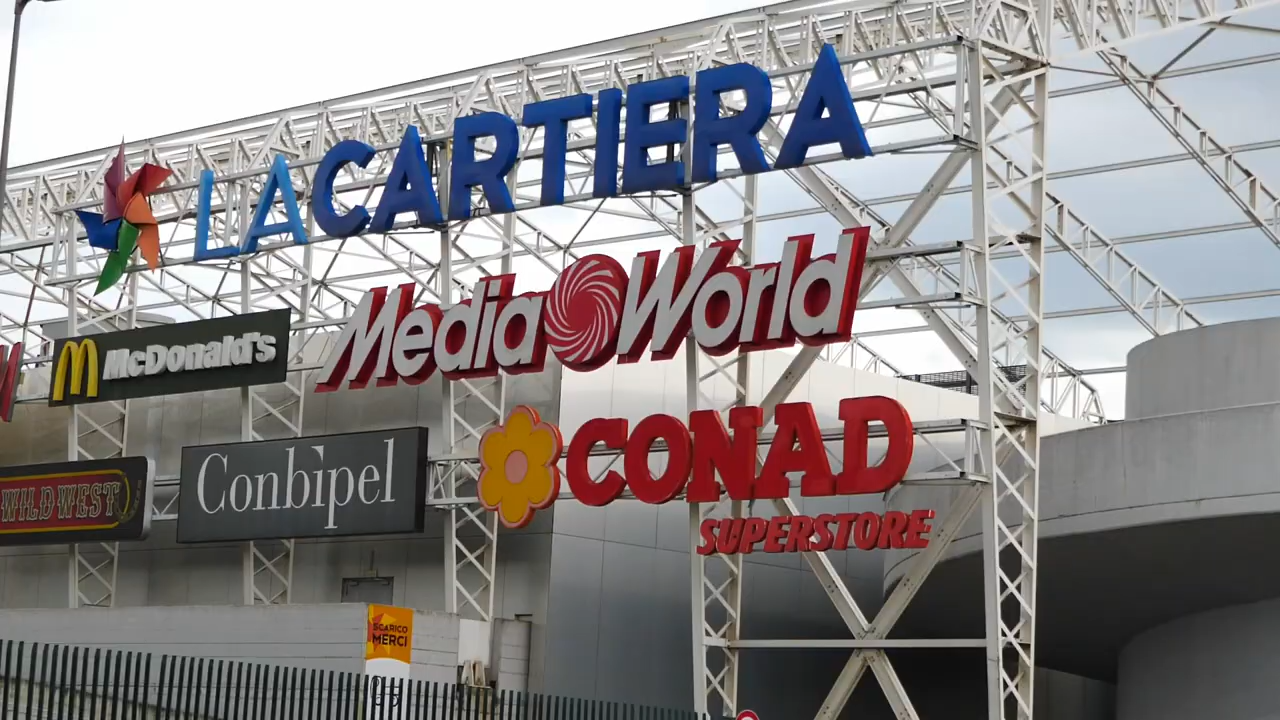 LA CARTIERA
MediaWorld
McDonald's
CONAD
SUPERSTORE
Conbipel
WILD WEST
SCARICO
MERCI